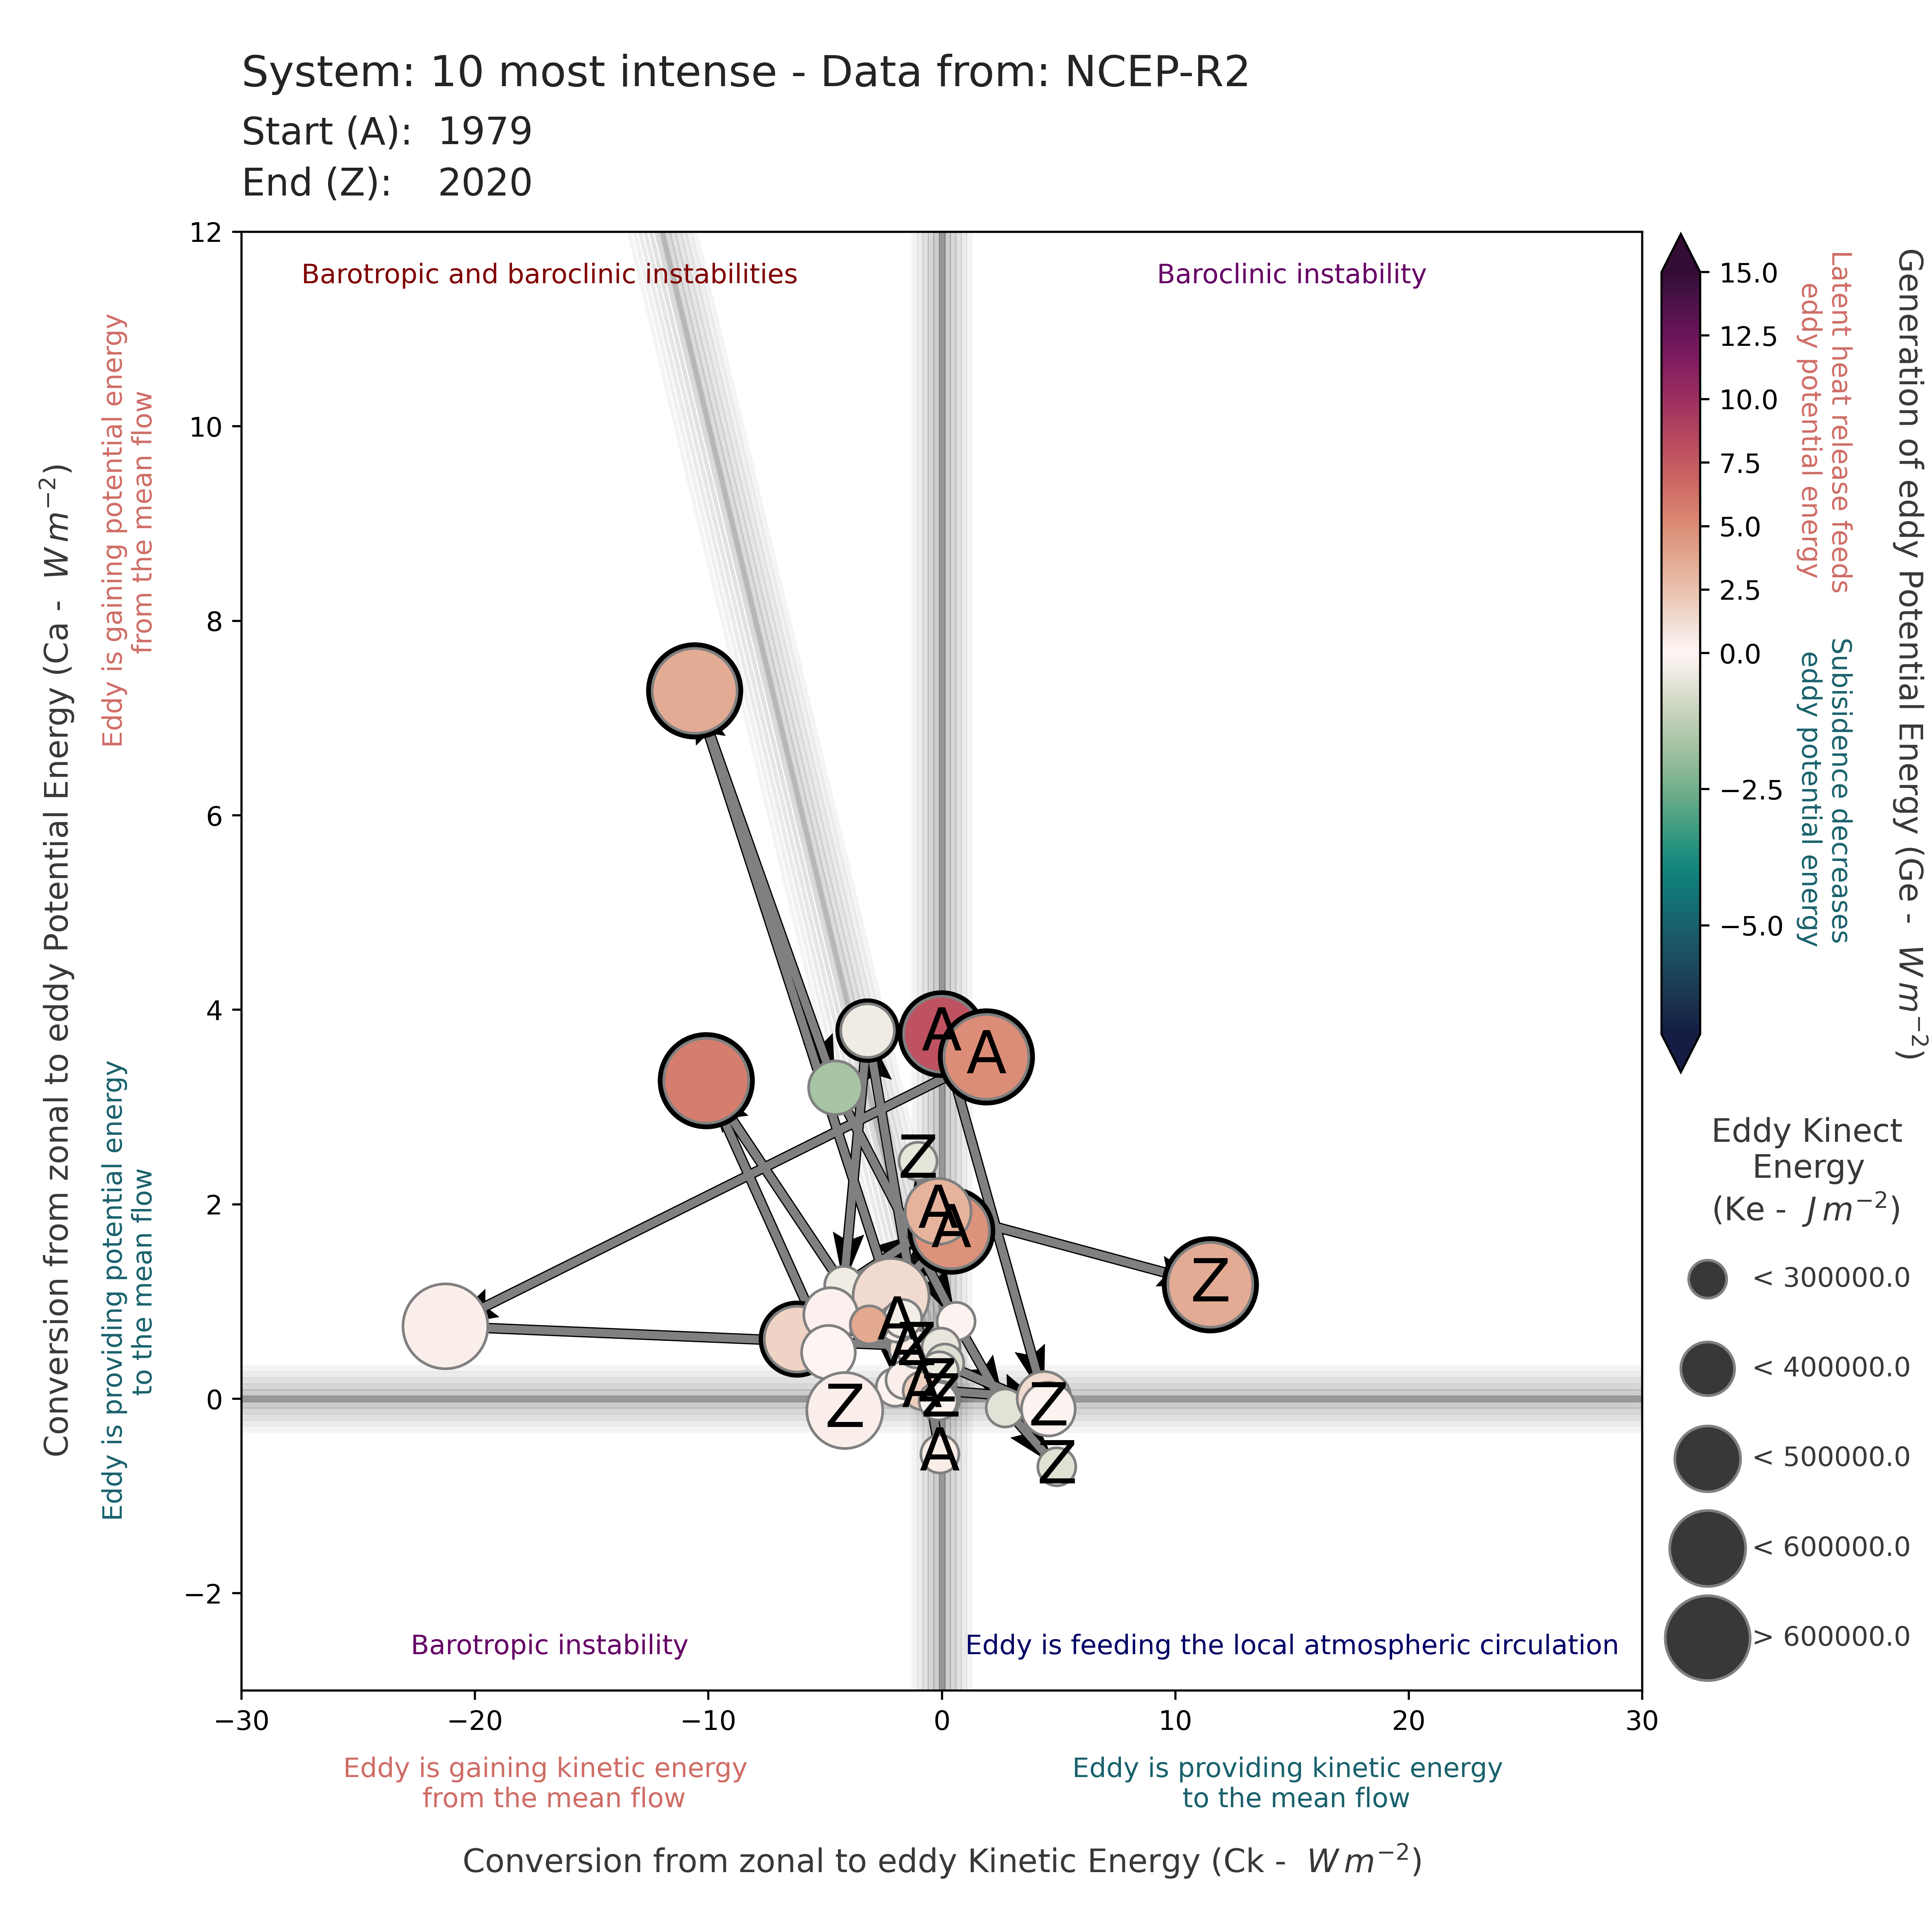 System: 10 most intense - Data from: NCEP-R2
Start (A): 1979
End (Z): 2020
Barotropic and baroclinic instabilities
Baroclinic instability
Barotropic instability
Eddy is feeding the local atmospheric circulation
12
10
8
6
4
2
0
−2
−30
−20
−10
0
10
20
30
Conversion from zonal to eddy Potential Energy (Ca - W m⁻²)
Eddy is gaining potential energy
from the mean flow
Eddy is providing potential energy
to the mean flow
Eddy is gaining kinetic energy
from the mean flow
Eddy is providing kinetic energy
to the mean flow
Conversion from zonal to eddy Kinetic Energy (Ck - W m⁻²)
A
A
Z
A
A
Z
A
Z
A
Z
A
Z
Z
Z
Z
Z
A
15.0
12.5
10.0
7.5
5.0
2.5
0.0
−2.5
−5.0
Latent heat release feeds
eddy potential energy
Subisidence decreases
eddy potential energy
Generation of eddy Potential Energy (Ge - W m⁻²)
Eddy Kinect
Energy
(Ke - J m⁻²)
< 300000.0
< 400000.0
< 500000.0
< 600000.0
> 600000.0